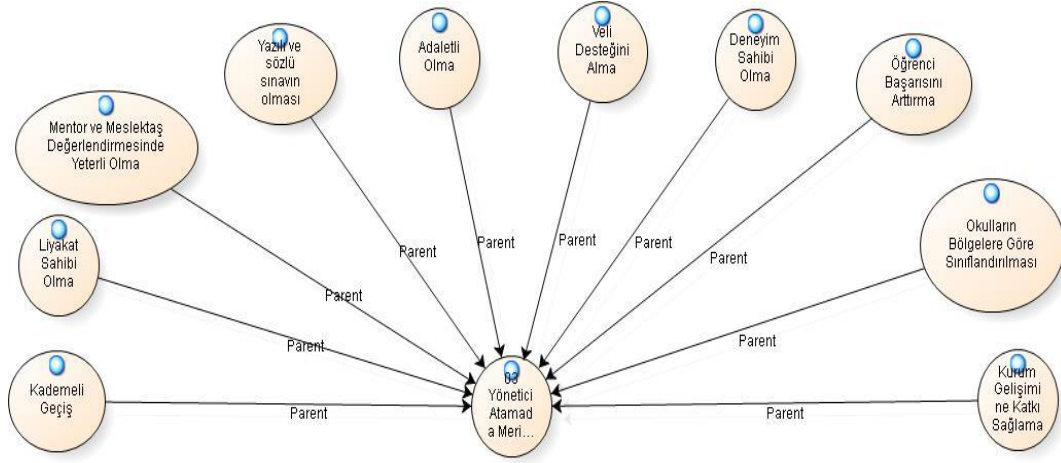 Yazılı ve
sözlü
sınavın
olması
Adaletli
Olma
Veli
Desteğini
Alma
Deneyim
Sahibi
Olma
Öğrenci
Başarısını
Arttırma
Mentor ve Meslektaş
Değerlendirmesinde
Yeterli Olma
Okulların
Bölgelere Göre
Sınıflandırılması
Liyakat
Sahibi
Olma
Kademeli
Geçiş
Kurum
Gelişimi
ne Katkı
Sağlama
03
Yönetici
Atamad
a Meri...
Parent
Parent
Parent
Parent
Parent
Parent
Parent
Parent
Parent
Parent